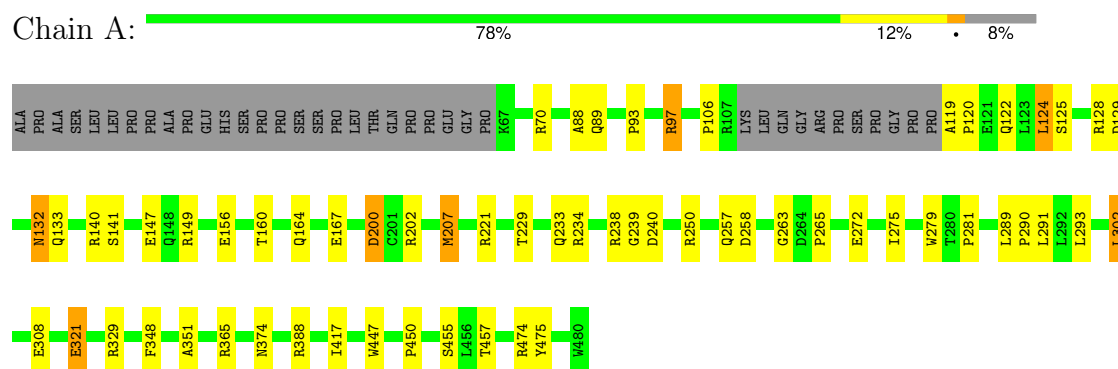 Chain A:
78% 12% • 8%
ALA PRO ALA SER LEU LEU PRO PRO ALA PRO GLU HIS SER PRO PRO SER SER PRO LEU THR GLN PRO PRO GLU GLY PRO K67 R70 A88 Q89 P93 R97 P106 R107 LYS LEU GLN GLY ARG PRO SER PRO GLY PRO PRO A119 P120 E121 Q122 L123 L124 S125 R128 D129
N132 Q133 R140 S141 E147 Q148 R149 E156 T160 Q164 E167 D200 C201 R202 M207 R221 T229 Q233 R234 R238 G239 D240 R250 Q257 D258 G263 D264 P265 E272 I275 W279 T280 P281 L289 P290 L291 L292 L293 L302
E308 E321 R329 F348 A351 R365 N374 R388 I417 W447 P450 S455 L456 T457 R474 Y475 W480